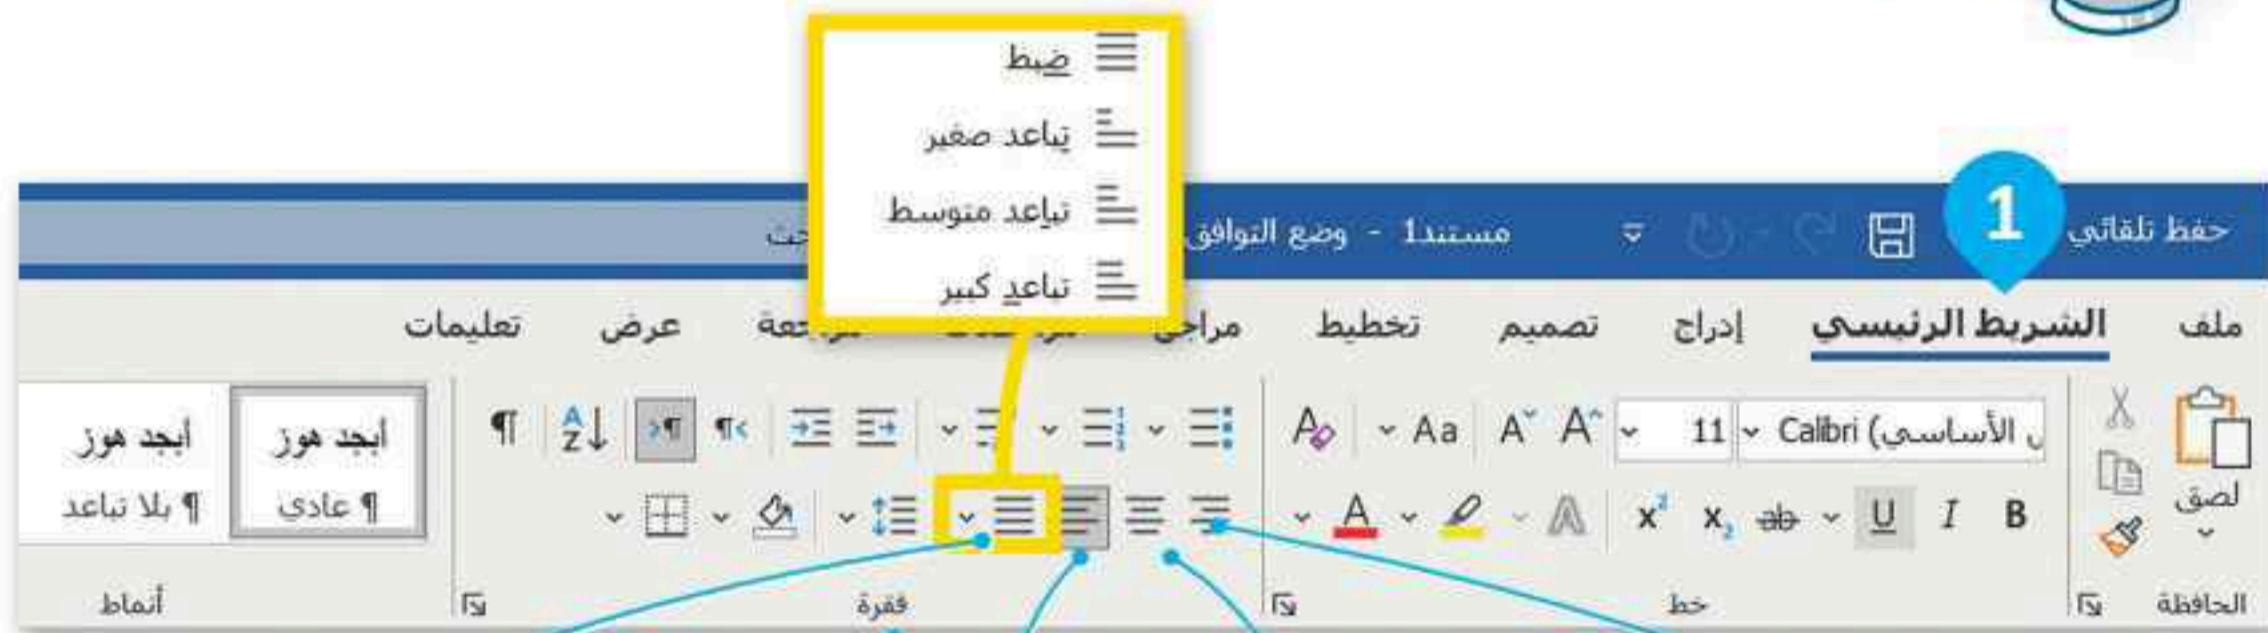 ضبط
تباعد صغير
تباعد متوسط
تباعد كبير
1
حفظ تلقائي
مستند1 - وضع التوافق
ملف الشريط الرئيسي إدراج تصميم تخطيط عرض تعليمات
لصق
الحافظة
Calibri (الأساسي 11 A A Aa A
B I U ab x₂ x² A A
خط
¶ A Z
فقرة
أبجد هوز
¶ عادي
أبجد هوز
¶ بلا تباعد
أنماط